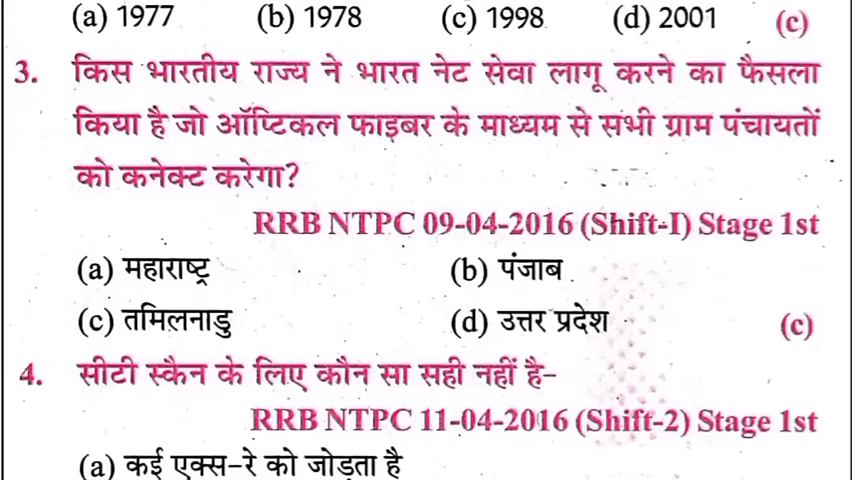 (a) 1977 (b) 1978 (c) 1998 (d) 2001 (c)
3. किस भारतीय राज्य ने भारत नेट सेवा लागू करने का फैसला
किया है जो ऑप्टिकल फाइबर के माध्यम से सभी ग्राम पंचायतों
को कनेक्ट करेगा?
RRB NTPC 09-04-2016 (Shift-I) Stage 1st
(a) महाराष्ट्र (b) पंजाब
(c) तमिलनाडु (d) उत्तर प्रदेश (c)
4. सीटी स्कैन के लिए कौन सा सही नहीं है-
RRB NTPC 11-04-2016 (Shift-2) Stage 1st
(a) कई एक्स-रे को जोड़ता है